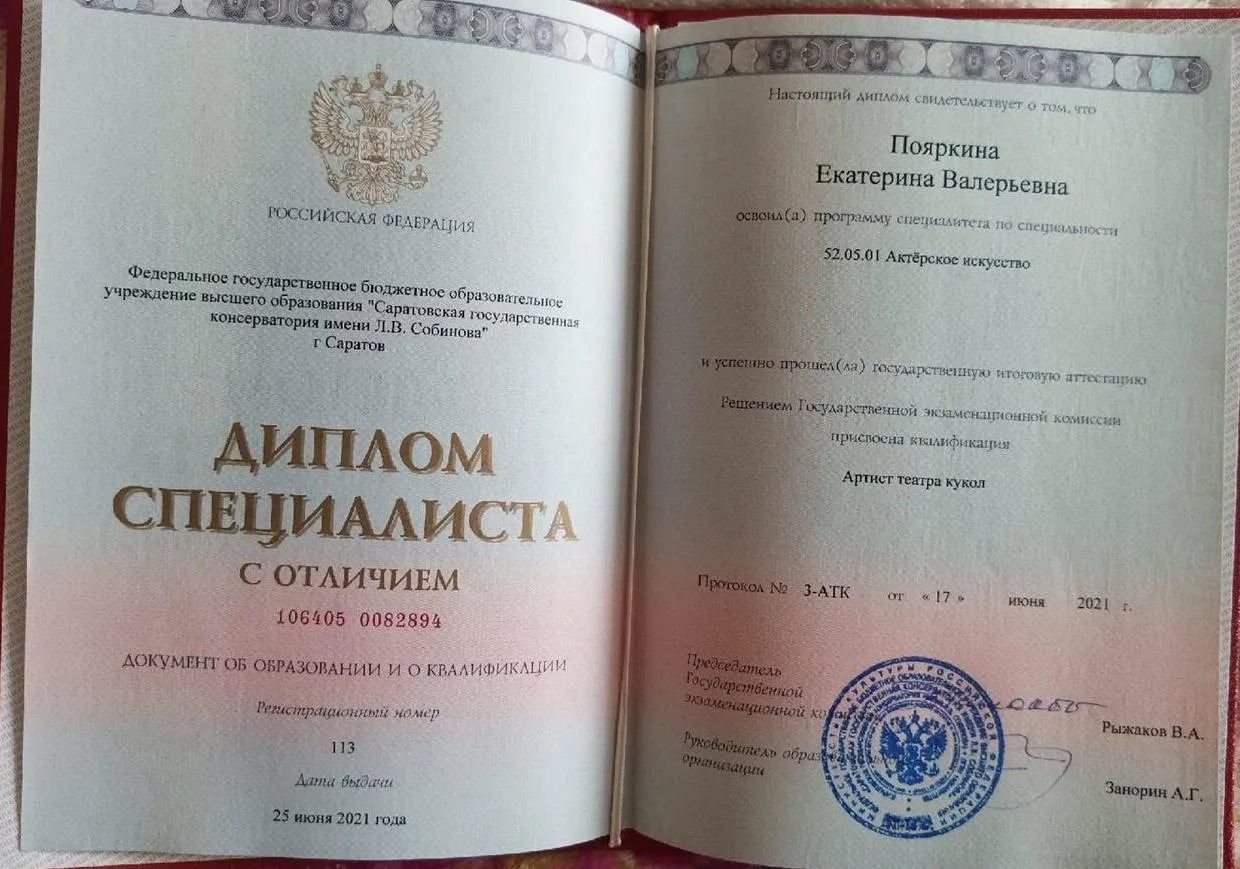 РОССИЙСКАЯ ФЕДЕРАЦИЯ
Федеральное государственное бюджетное образовательное
учреждение высшего образования "Саратовская государственная
консерватория имени Л.В. Собинова"
г Саратов
ДИПЛОМ
СПЕЦИАЛИСТА
С ОТЛИЧИЕМ
106405 0082894
ДОКУМЕНТ ОБ ОБРАЗОВАНИИ И О КВАЛИФИКАЦИИ
Регистрационный номер
113
Дата выдачи
25 июня 2021 года
Настоящий диплом свидетельствует о том, что
Пояркина
Екатерина Валерьевна
освоил(а) программу специалитета по специальности
52.05.01 Актёрское искусство
и успешно прошел(ла) государственную итоговую аттестацию
Решением Государственной экзаменационной комиссии
присвоена квалификация
Артист театра кукол
Протокол № 3-АТК от « 17 » июня 2021 г.
Председатель
Государственной
экзаменационной
Рыжаков В.А.
Руководитель
организации
Занорин А.Г.